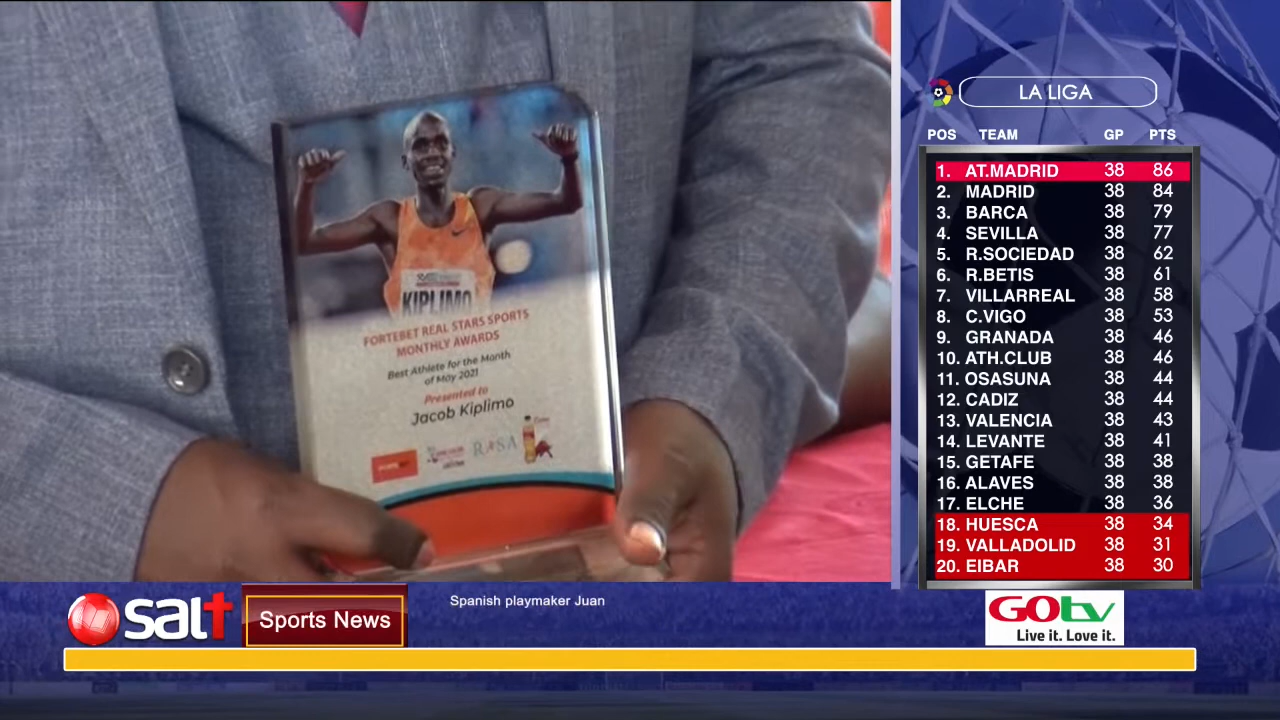 KIPLIMO
FORTEBET REAL STARS SPORTS
MONTHLY AWARDS
Best Athlete for the Month
of May 2021
Presented to
Jacob Kiplimo
LA LIGA
POS TEAM GP PTS
1. AT.MADRID 38 86
2. MADRID 38 84
3. BARCA 38 79
4. SEVILLA 38 77
5. R.SOCIEDAD 38 62
6. R.BETIS 38 61
7. VILLARREAL 38 58
8. C.VIGO 38 53
9. GRANADA 38 46
10. ATH.CLUB 38 46
11. OSASUNA 38 44
12. CADIZ 38 44
13. VALENCIA 38 43
14. LEVANTE 38 41
15. GETAFE 38 38
16. ALAVES 38 38
17. ELCHE 38 36
18. HUESCA 38 34
19. VALLADOLID 38 31
20. EIBAR 38 30
salt
Sports News
Spanish playmaker Juan
GOtv
Live it. Love it.